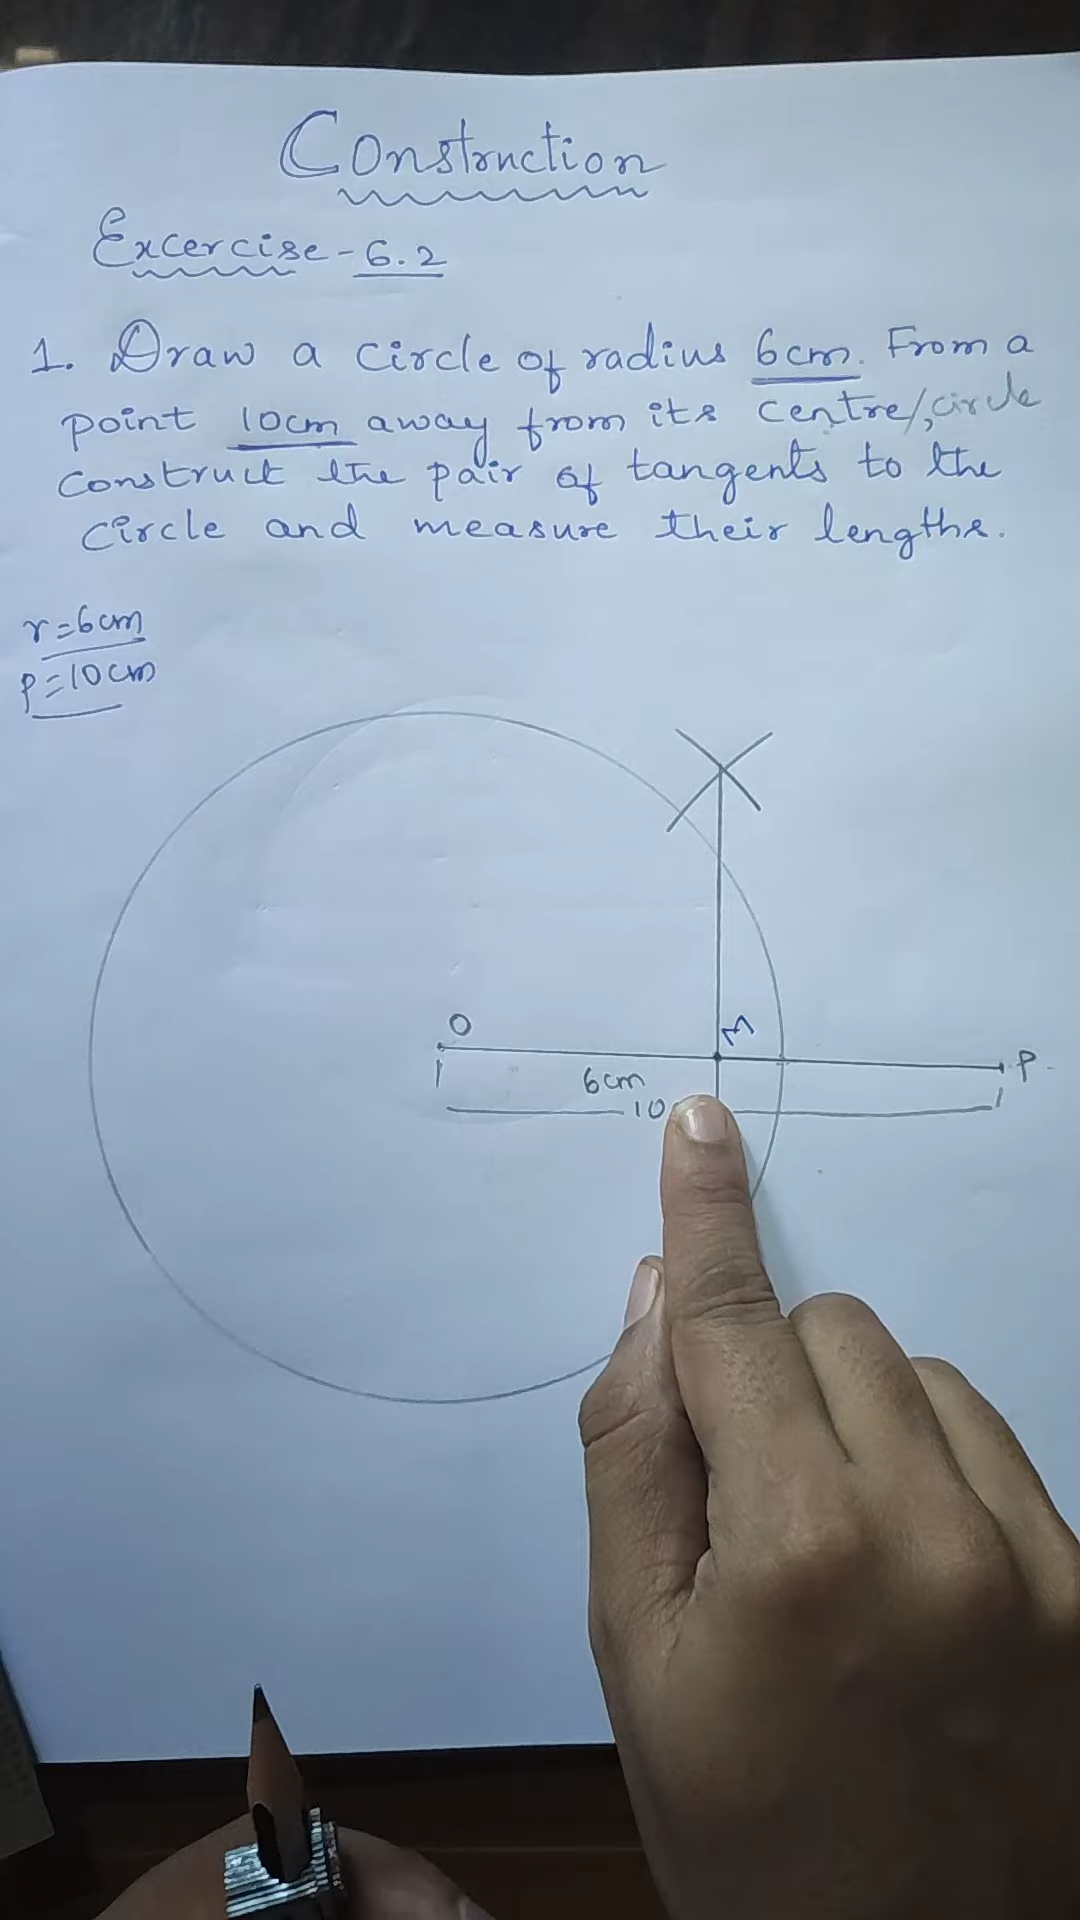 Construction
Excercise - 6.2
1. Draw a circle of radius 6cm. From a
point 10cm away from its centre/,circle
construct the pair of tangents to the
circle and measure their lengths.
r=6cm
P=10cm
O
M
P
6cm
10